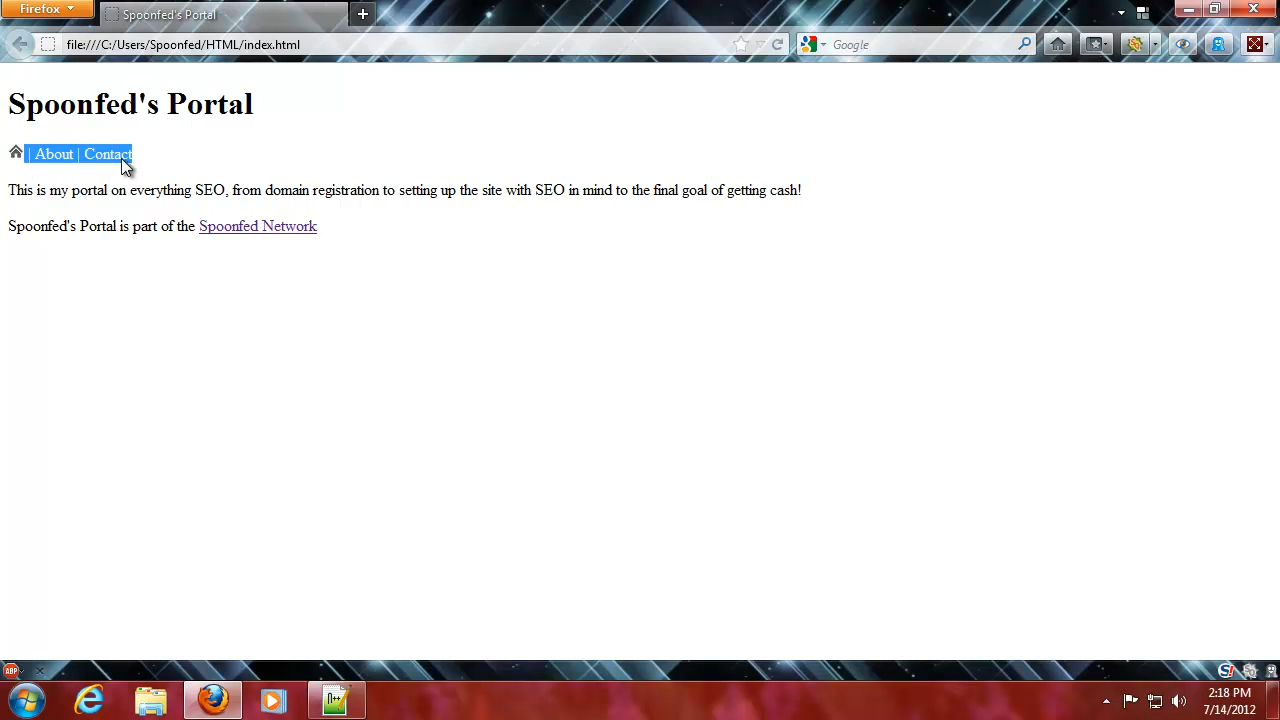 Firefox
Spoonfed's Portal
file:///C:/Users/Spoonfed/HTML/index.html
Google
Spoonfed's Portal
| About | Contact
This is my portal on everything SEO, from domain registration to setting up the site with SEO in mind to the final goal of getting cash!
Spoonfed's Portal is part of the Spoonfed Network
ABP
2:18 PM
7/14/2012